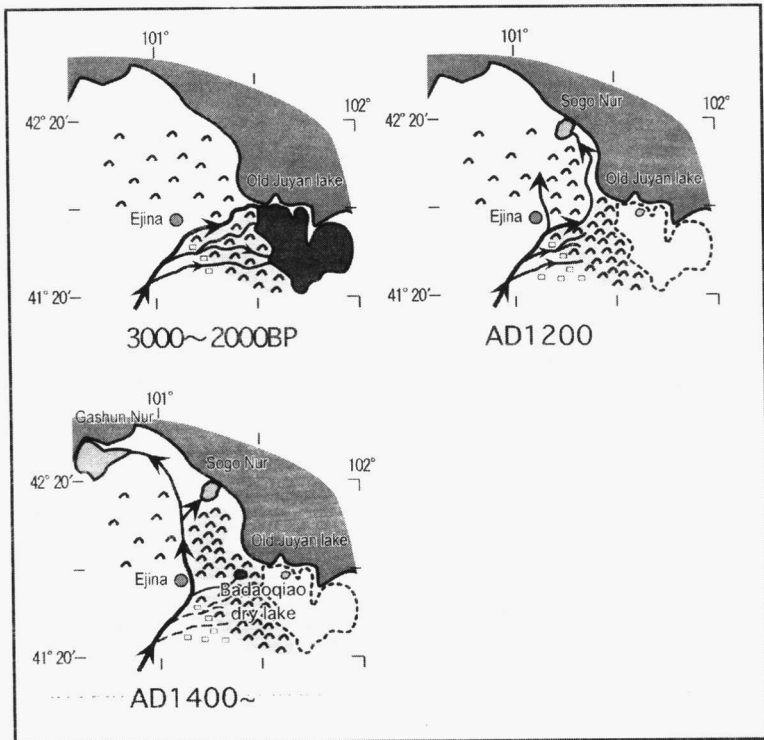 101°
102°
42° 20′
Old Juyan lake
Ejina
41° 20′
3000～2000BP
101°
Sogo Nur
102°
42° 20′
Old Juyan lake
Ejina
41° 20′
AD1200
101°
Gashun Nur
Sogo Nur
102°
42° 20′
Old Juyan lake
Ejina
Badaoqiao
dry lake
41° 20′
AD1400~